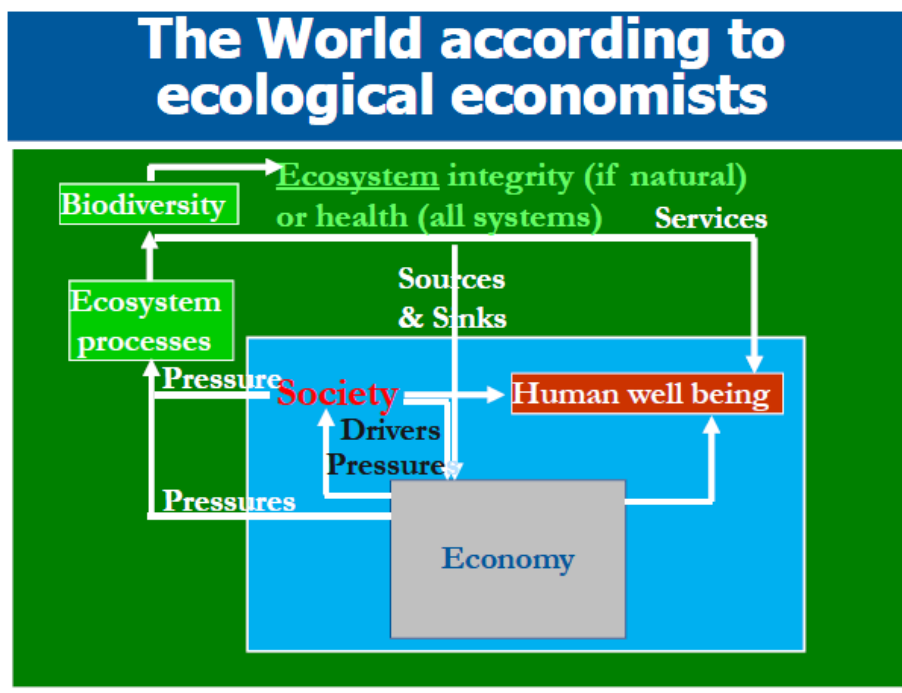 The World according to
ecological economists
Ecosystem integrity (if natural)
or health (all systems)
Biodiversity
Services
Sources
& Sinks
Ecosystem
processes
Pressure
Society
Human well being
Drivers
Pressures
Pressures
Economy